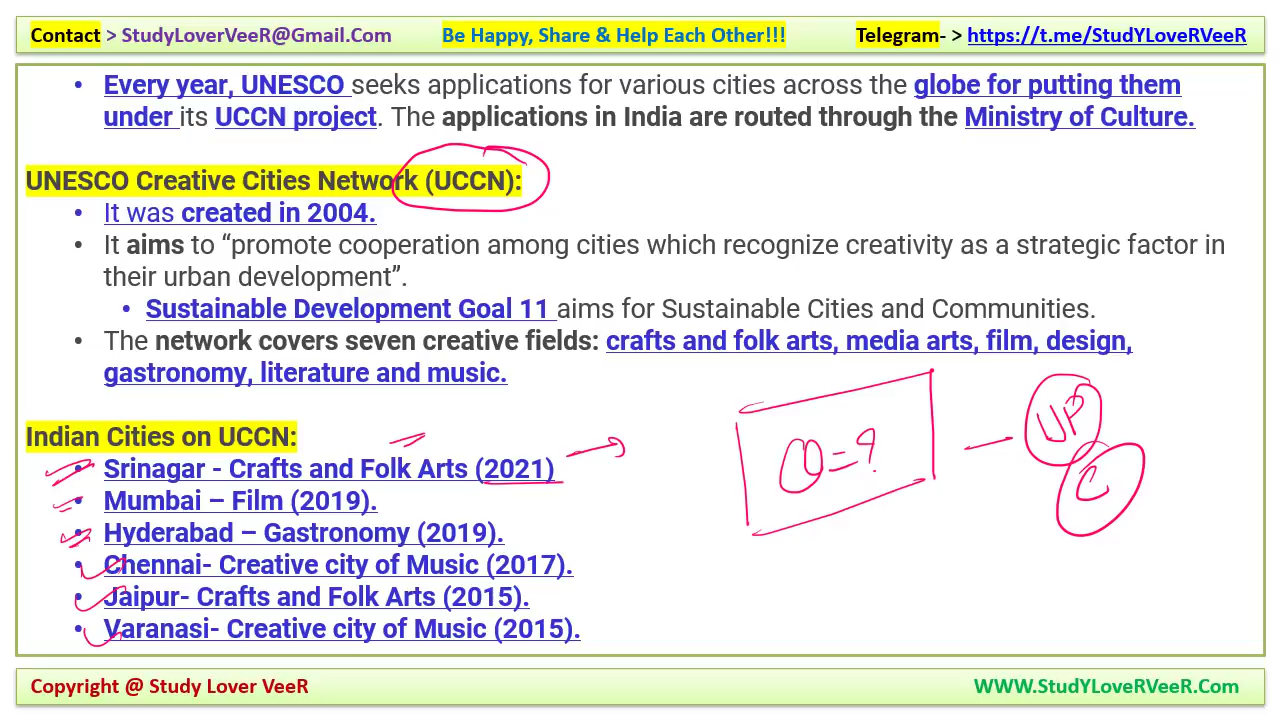 Contact > StudyLoverVeeR@Gmail.Com Be Happy, Share & Help Each Other!!! Telegram- > https://t.me/StudYLoveRVeeR
• Every year, UNESCO seeks applications for various cities across the globe for putting them
under its UCCN project. The applications in India are routed through the Ministry of Culture.
UNESCO Creative Cities Network (UCCN):
• It was created in 2004.
• It aims to “promote cooperation among cities which recognize creativity as a strategic factor in
their urban development”.
• Sustainable Development Goal 11 aims for Sustainable Cities and Communities.
• The network covers seven creative fields: crafts and folk arts, media arts, film, design,
gastronomy, literature and music.
Indian Cities on UCCN:
• Srinagar - Crafts and Folk Arts (2021)
• Mumbai – Film (2019).
• Hyderabad – Gastronomy (2019).
• Chennai- Creative city of Music (2017).
• Jaipur- Crafts and Folk Arts (2015).
• Varanasi- Creative city of Music (2015).
UP
C
Copyright @ Study Lover VeeR WWW.StudYLoveRVeeR.Com